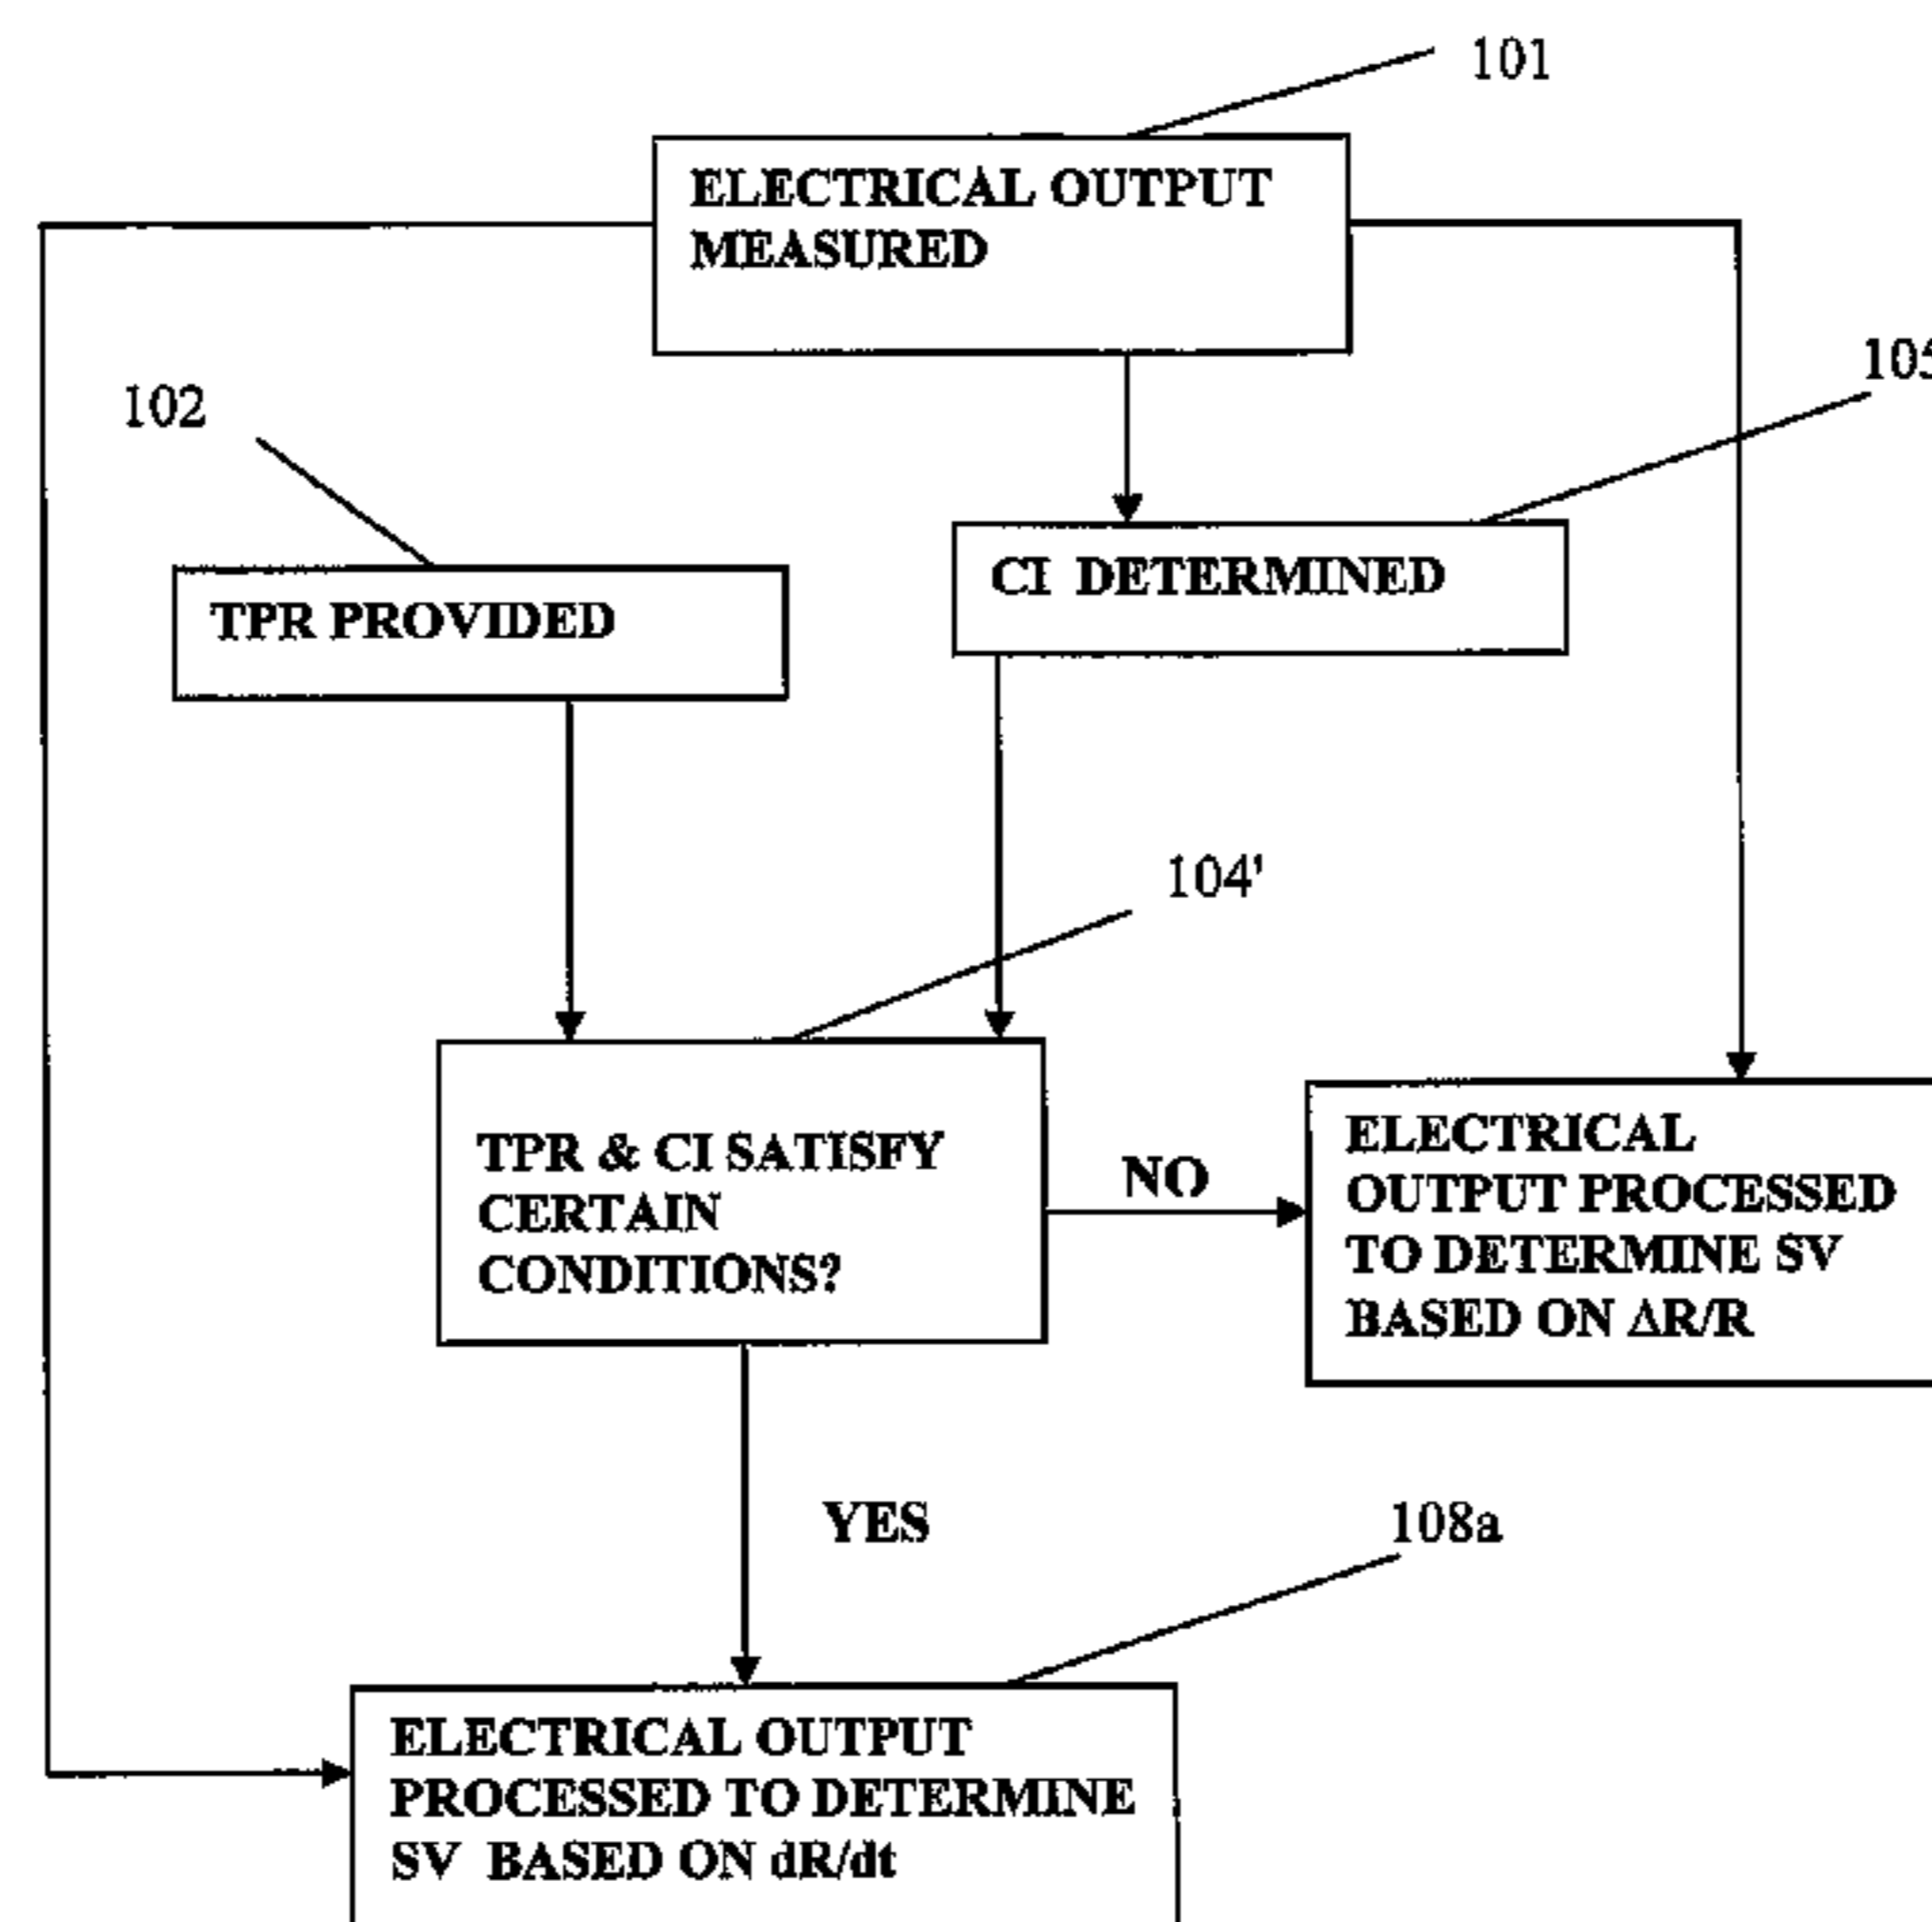 101
ELECTRICAL OUTPUT
MEASURED
102
CI DETERMINED
TPR PROVIDED
104'
TPR & CI SATISFY
CERTAIN
CONDITIONS?
NO
ELECTRICAL
OUTPUT PROCESSED
TO DETERMINE SV
BASED ON ΔR/R
YES
108a
ELECTRICAL OUTPUT
PROCESSED TO DETERMINE
SV BASED ON dR/dt